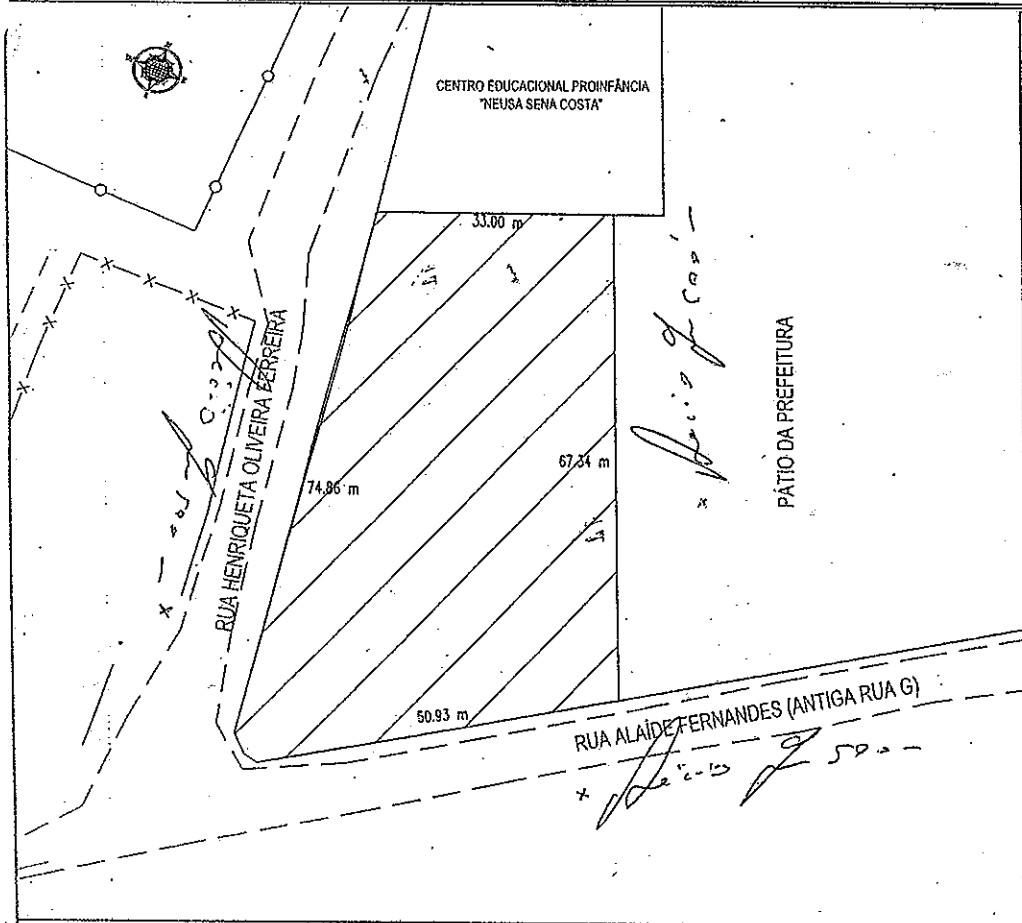 CENTRO EDUCACIONAL PROINFÂNCIA
"NEUSA SENA COSTA"
33.00 m
RUA HENRIQUETA OLIVEIRA FERREIRA
74.86 m
67.34 m
PÁTIO DA PREFEITURA
50.93 m
RUA ALAÍDE FERNANDES (ANTIGA RUA G)